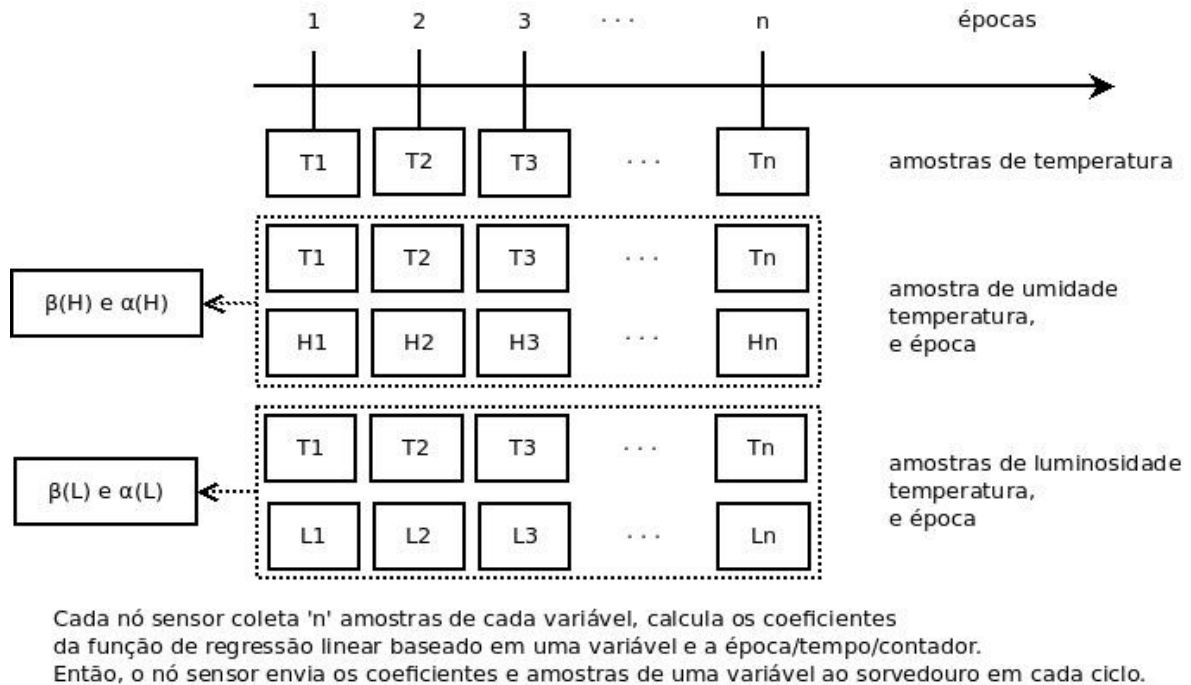 1 2 3 · · · n épocas
T1 T2 T3 · · · Tn amostras de temperatura
T1 T2 T3 · · · Tn
β(H) e α(H)
amostra de umidade
temperatura,
e época
H1 H2 H3 · · · Hn
T1 T2 T3 · · · Tn
β(L) e α(L)
amostras de luminosidade
temperatura,
e época
L1 L2 L3 · · · Ln
Cada nó sensor coleta 'n' amostras de cada variável, calcula os coeficientes
da função de regressão linear baseado em uma variável e a época/tempo/contador.
Então, o nó sensor envia os coeficientes e amostras de uma variável ao sorvedouro em cada ciclo.